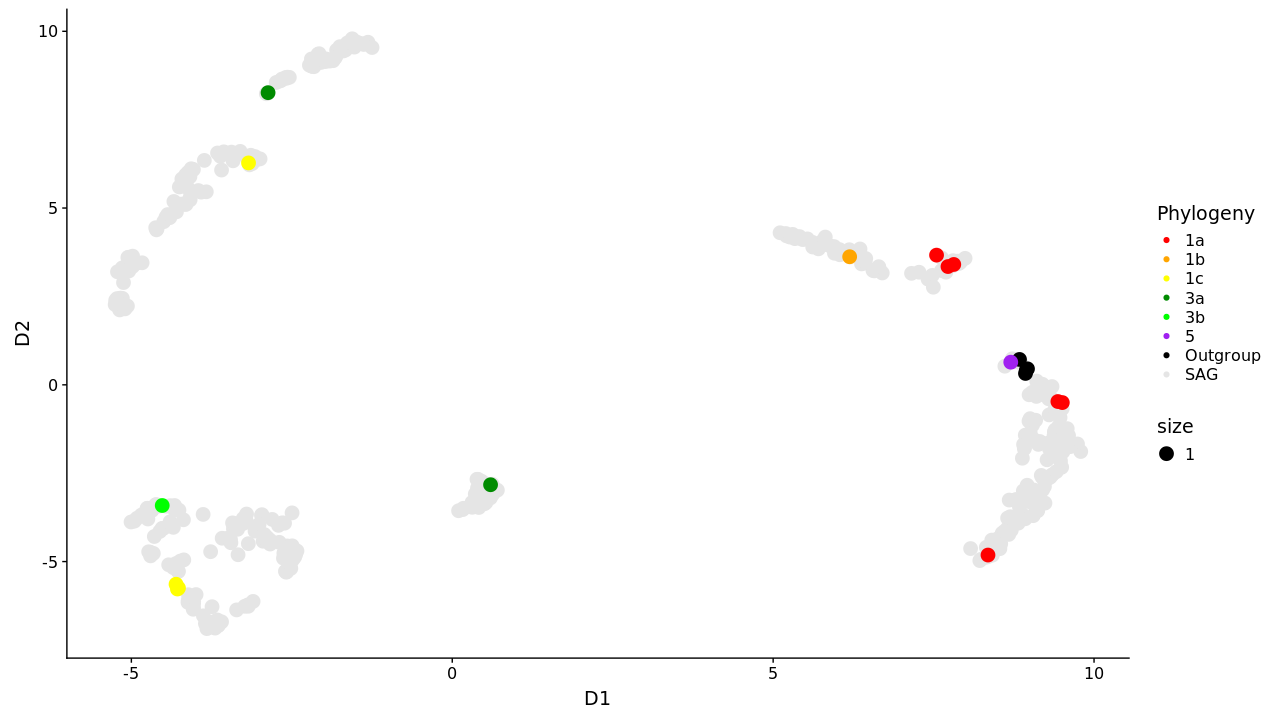 10
5
0
-5
D2
-5
0
5
10
D1
Phylogeny
1a
1b
1c
3a
3b
5
Outgroup
SAG
size
1